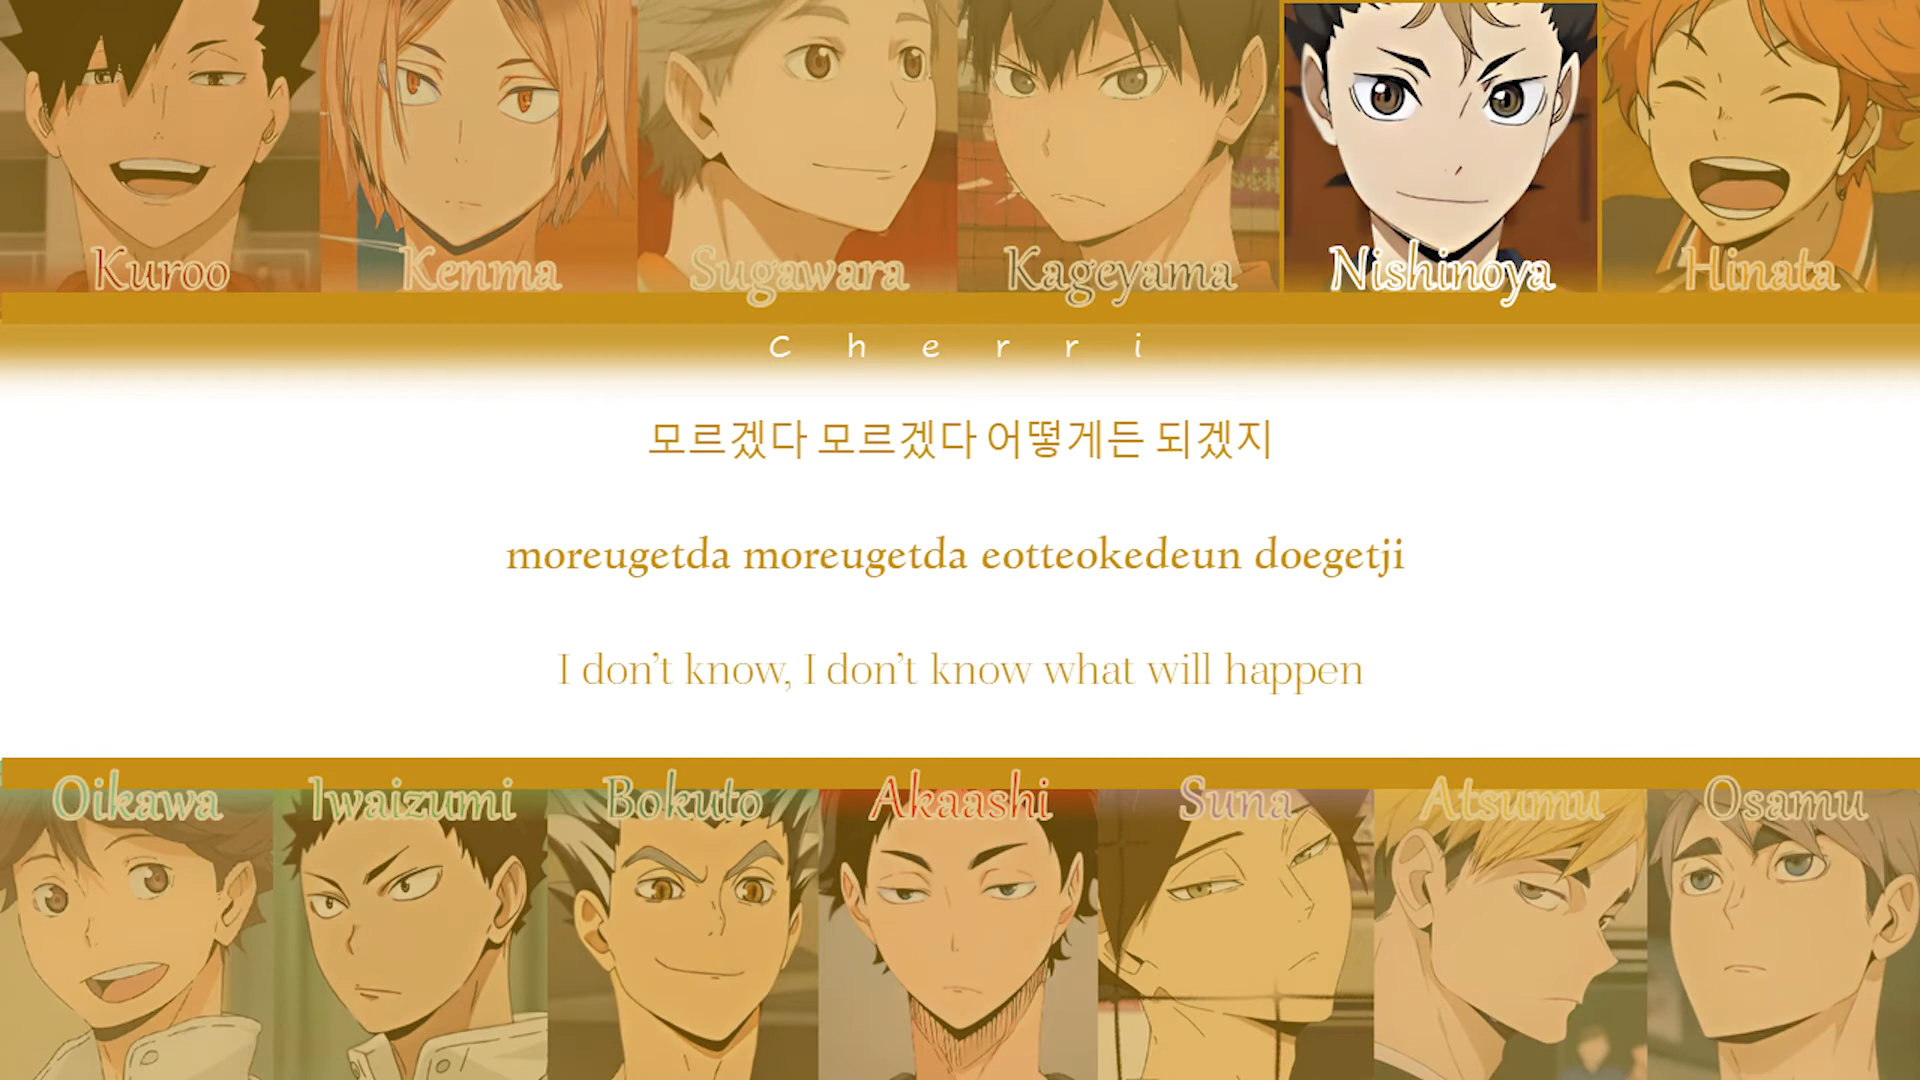 Kuroo Kenma Sugawara Kageyama Nishinoya Hinata
Cherri
모르겠다 모르겠다 어떻게든 되겠지
moreugetda moreugetda eotteokedeun doegetji
I don't know, I don't know what will happen
Oikawa Iwaizumi Bokuto Akaashi Suna Atsumu Osamu